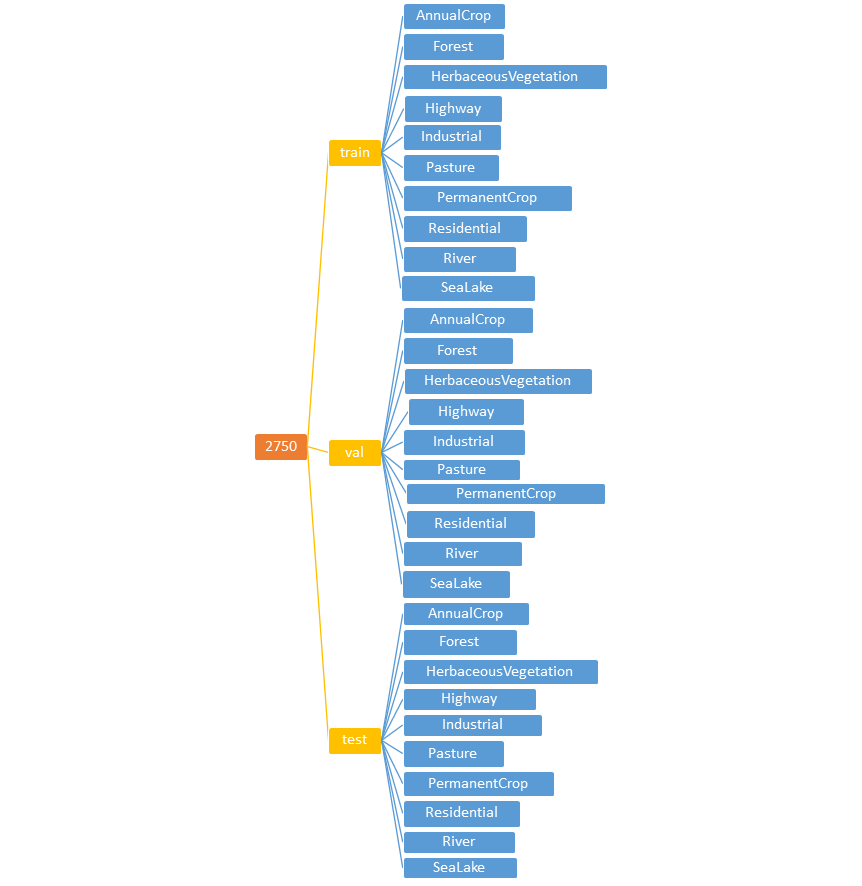 2750
train
AnnualCrop
Forest
HerbaceousVegetation
Highway
Industrial
Pasture
PermanentCrop
Residential
River
SeaLake
val
AnnualCrop
Forest
HerbaceousVegetation
Highway
Industrial
Pasture
PermanentCrop
Residential
River
SeaLake
test
AnnualCrop
Forest
HerbaceousVegetation
Highway
Industrial
Pasture
PermanentCrop
Residential
River
SeaLake